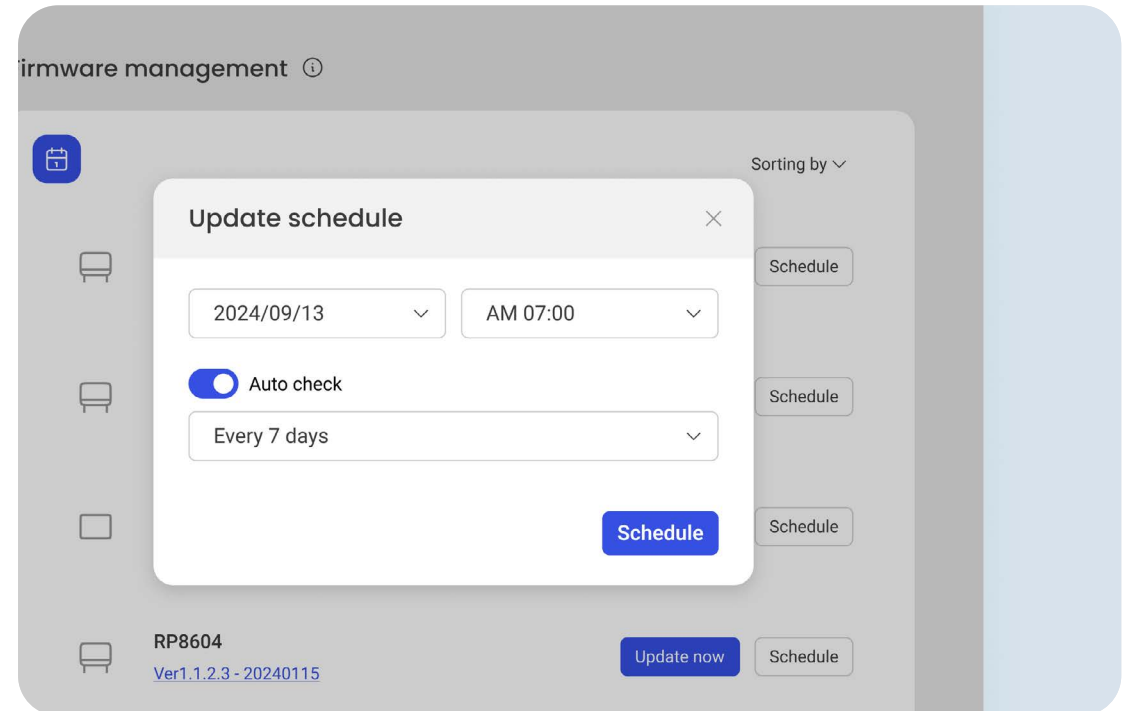 irmware management
Sorting by
Update schedule
Schedule
2024/09/13
AM 07:00
Auto check
Schedule
Every 7 days
Schedule
Schedule
RP8604
Update now
Schedule
Ver1.1.2.3 - 20240115